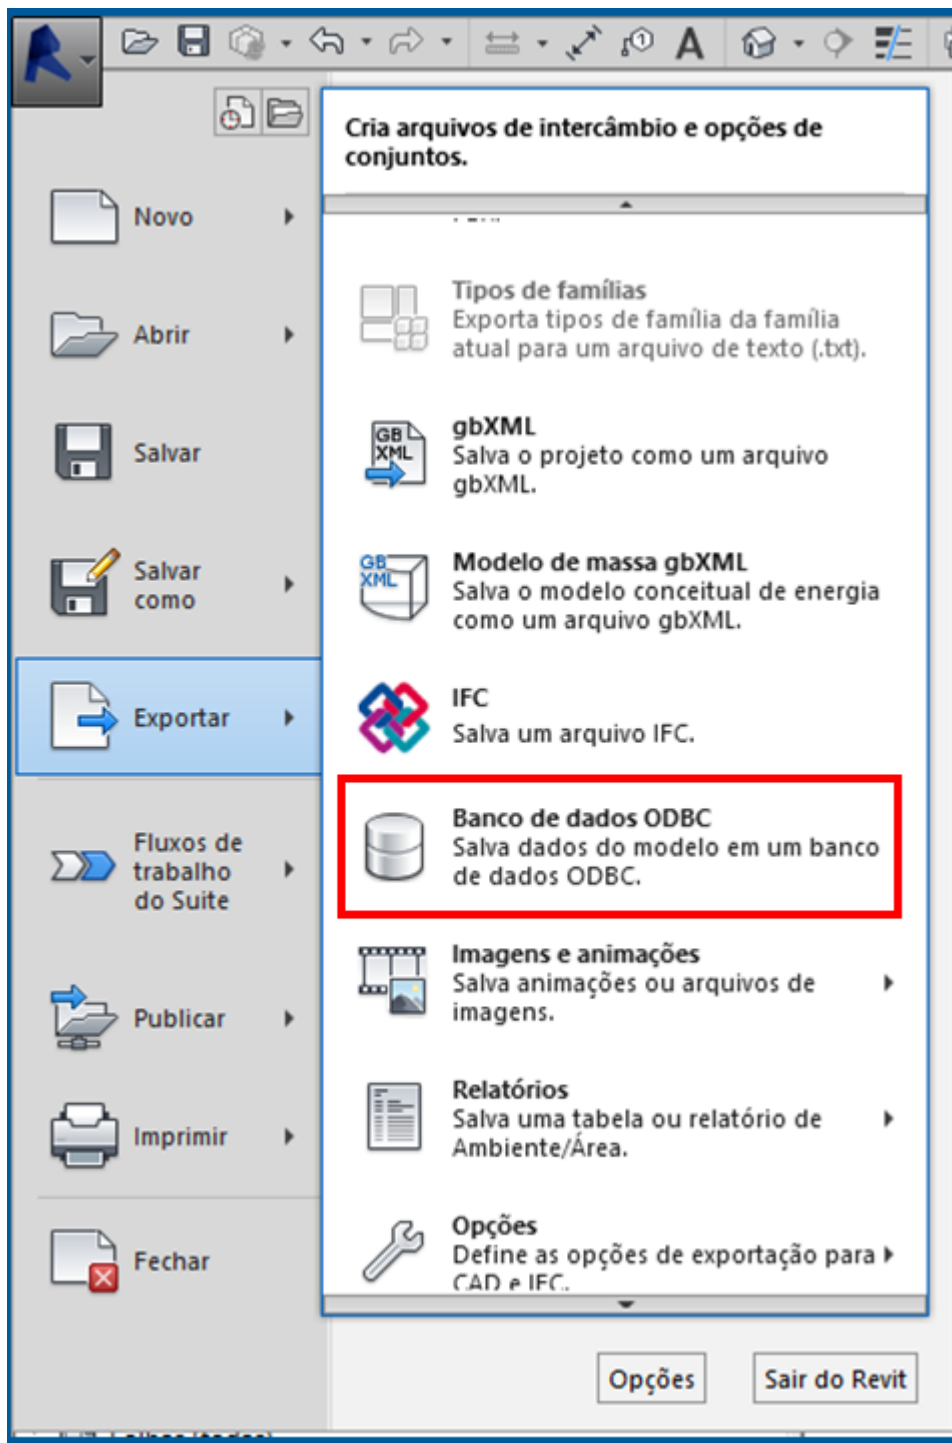 A
Cria arquivos de intercâmbio e opções de
conjuntos.
Novo
Abrir
Salvar
Salvar
como
Exportar
Fluxos de
trabalho
do Suite
Publicar
Imprimir
Fechar
Tipos de famílias
Exporta tipos de família da família
atual para um arquivo de texto (.txt).
GB
XML
gbXML
Salva o projeto como um arquivo
gbXML.
GB
XML
Modelo de massa gbXML
Salva o modelo conceitual de energia
como um arquivo gbXML.
IFC
Salva um arquivo IFC.
Banco de dados ODBC
Salva dados do modelo em um banco
de dados ODBC.
Imagens e animações
Salva animações ou arquivos de
imagens.
Relatórios
Salva uma tabela ou relatório de
Ambiente/Área.
Opções
Define as opções de exportação para
CAD e IFC.
Opções
Sair do Revit